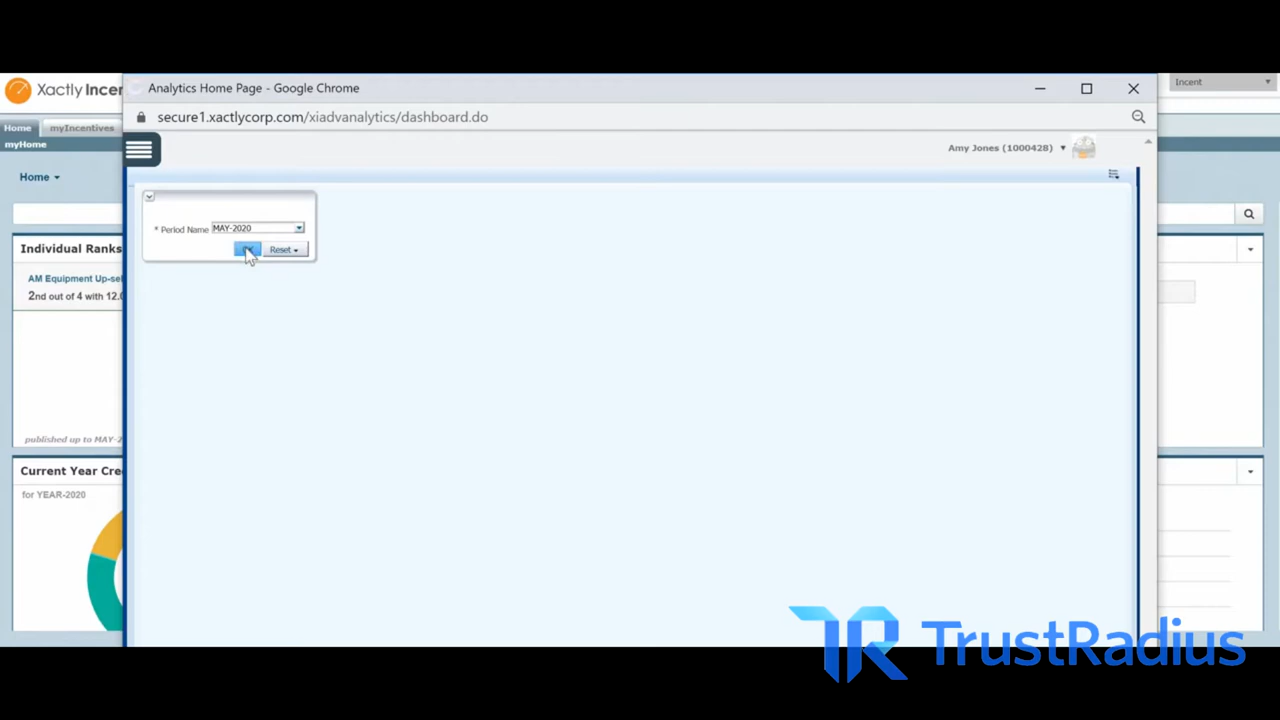 Xactly Incen
Analytics Home Page - Google Chrome
Incent
secure1.xactlycorp.com/xiadvanalytics/dashboard.do
Home
myIncentives
myHome
Amy Jones (1000428)
Home
* Period Name MAY-2020
Reset
Individual Ranks
AM Equipment Up-sel
2nd out of 4 with 12.0
published up to MAY-2
Current Year Cre
for YEAR-2020
TrustRadius